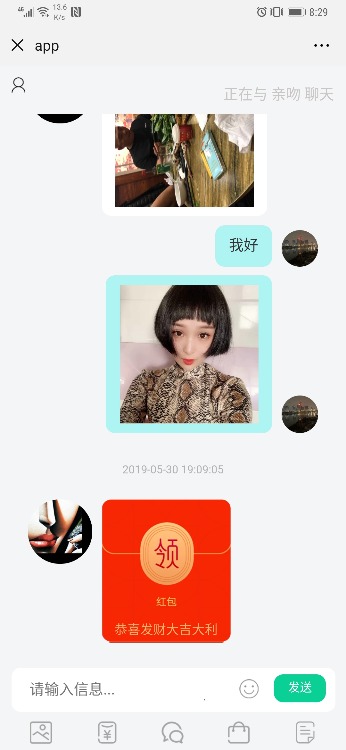 4G 13.6 K/s N 8:29
app
正在与 亲吻 聊天
我好
2019-05-30 19:09:05
领
红包
恭喜发财大吉大利
请输入信息...
发送